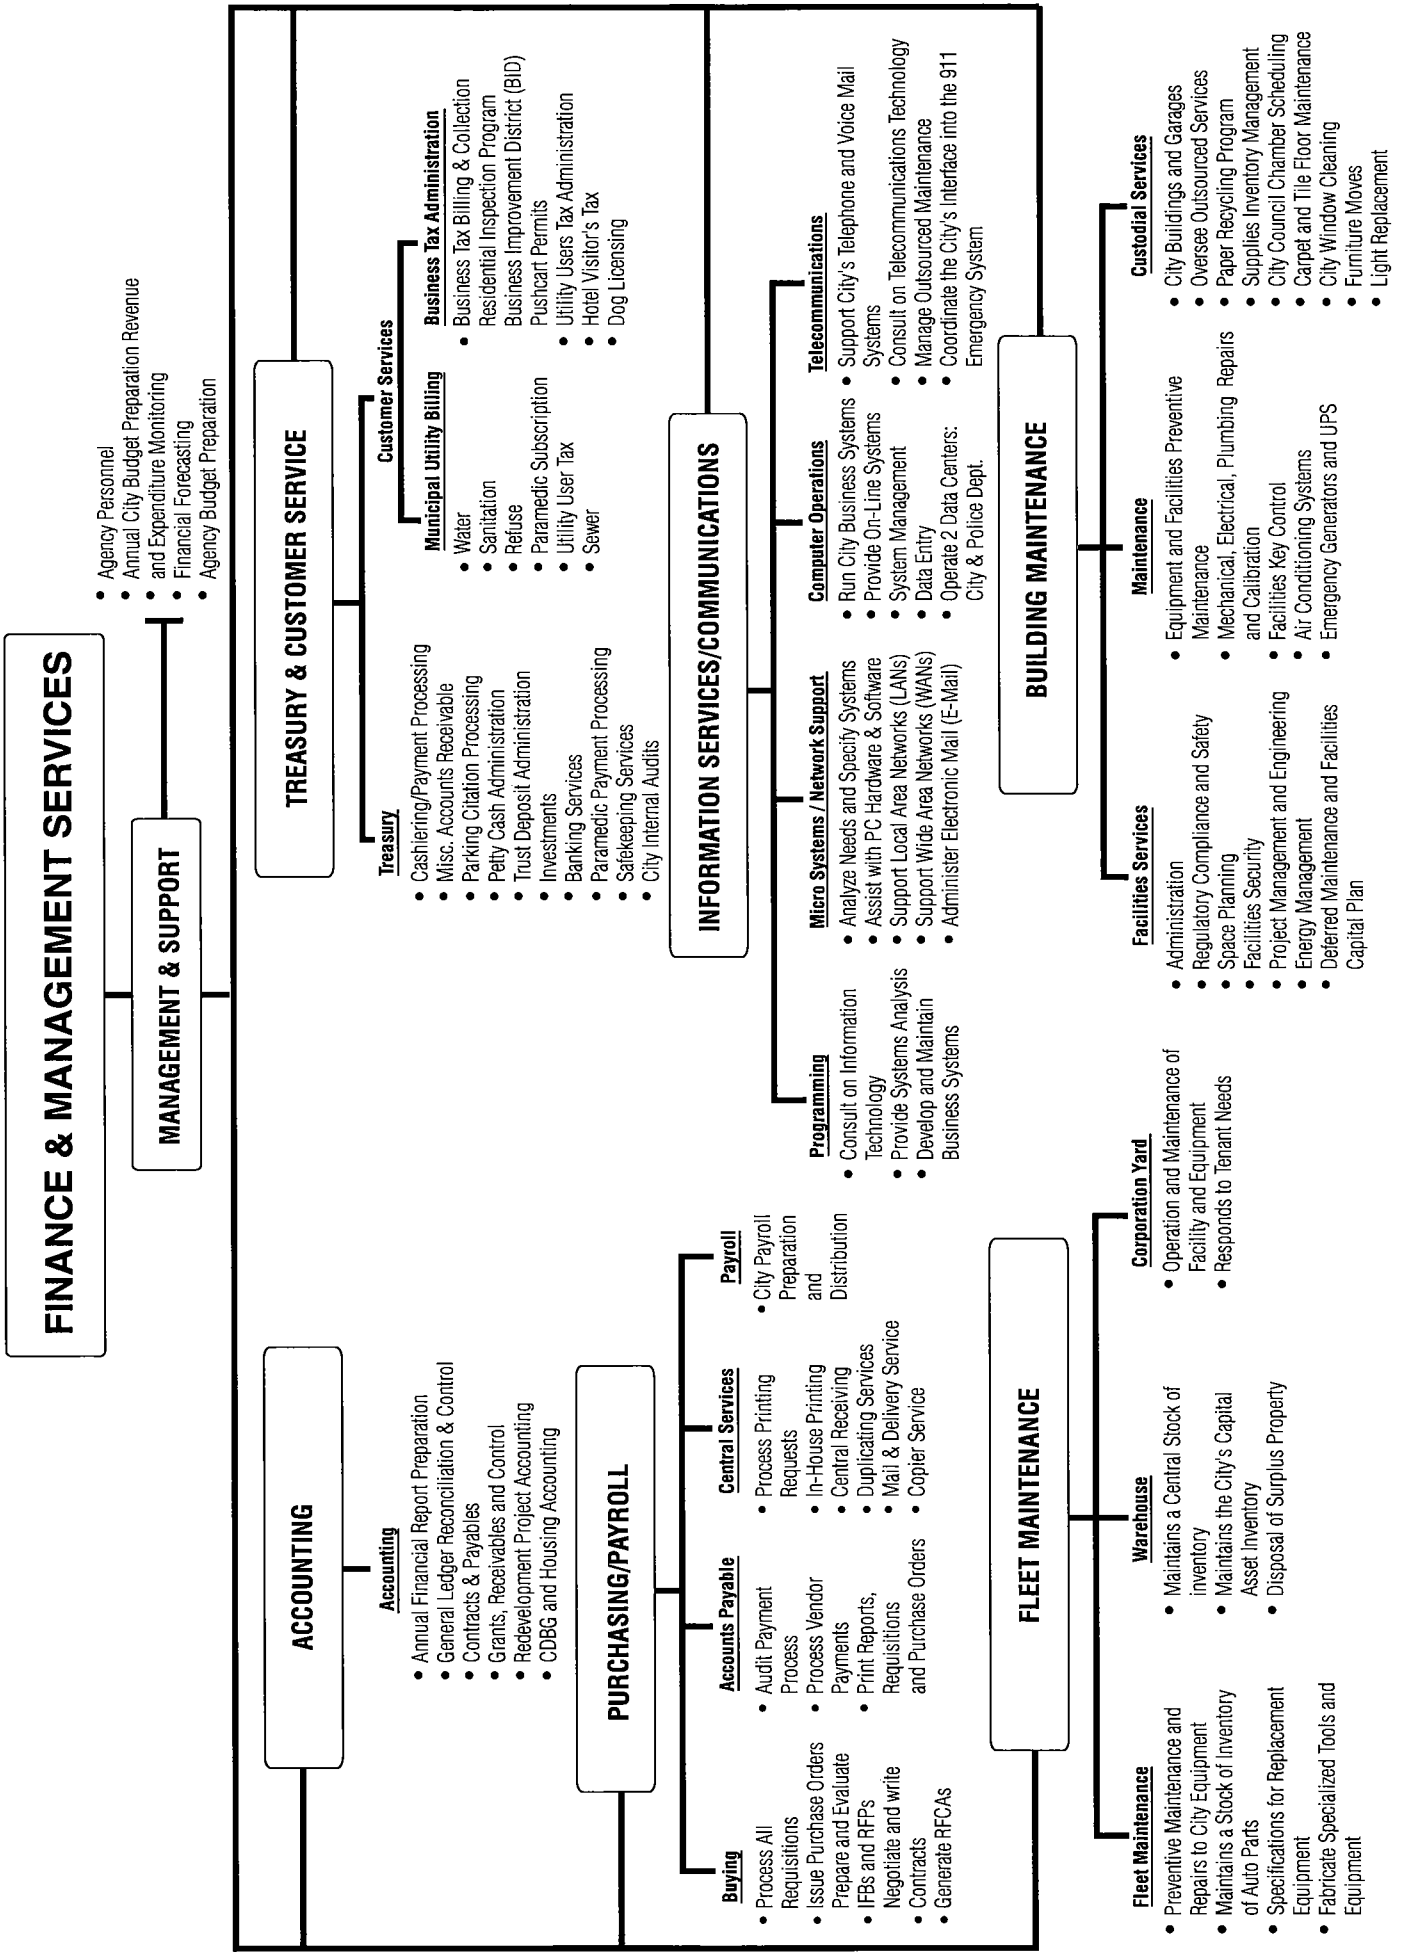 FINANCE & MANAGEMENT SERVICES
MANAGEMENT & SUPPORT
• Agency Personnel
• Annual City Budget Preparation Revenue
• and Expenditure Monitoring
• Financial Forecasting
• Agency Budget Preparation
ACCOUNTING
Accounting
• Annual Financial Report Preparation
• General Ledger Reconciliation & Control
• Contracts & Payables
• Grants, Receivables and Control
• Redevelopment Project Accounting
• CDBG and Housing Accounting
TREASURY & CUSTOMER SERVICE
Treasury
• Cashiering/Payment Processing
• Misc. Accounts Receivable
• Parking Citation Processing
• Petty Cash Administration
• Trust Deposit Administration
• Investments
• Banking Services
• Paramedic Payment Processing
• Safekeeping Services
• City Internal Audits
Customer Services
Municipal Utility Billing
• Water
• Sanitation
• Refuse
• Paramedic Subscription
• Utility User Tax
• Sewer
Business Tax Administration
• Business Tax Billing & Collection
Residential Inspection Program
Business Improvement District (BID)
Pushcart Permits
• Utility Users Tax Administration
• Hotel Visitor's Tax
• Dog Licensing
PURCHASING/PAYROLL
Buying
• Process All
Requisitions
• Issue Purchase Orders
Prepare and Evaluate
• IFBs and RFPs
Negotiate and write
• Contracts
• Generate RFCAs
Accounts Payable
• Audit Payment
Process
• Process Vendor
Payments
• Print Reports,
Requisitions
and Purchase Orders
Central Services
• Process Printing
Requests
• In-House Printing
• Central Receiving
• Duplicating Services
• Mail & Delivery Service
• Copier Service
Payroll
• City Payroll
Preparation
and
Distribution
INFORMATION SERVICES/COMMUNICATIONS
Programming
• Consult on Information
Technology
• Provide Systems Analysis
• Develop and Maintain
Business Systems
Micro Systems / Network Support
• Analyze Needs and Specify Systems
• Assist with PC Hardware & Software
• Support Local Area Networks (LANs)
• Support Wide Area Networks (WANs)
• Administer Electronic Mail (E-Mail)
Computer Operations
• Run City Business Systems
• Provide On-Line Systems
• System Management
• Data Entry
• Operate 2 Data Centers:
City & Police Dept.
Telecommunications
• Support City's Telephone and Voice Mail
Systems
• Consult on Telecommunications Technology
• Manage Outsourced Maintenance
• Coordinate the City's Interface into the 911
Emergency System
FLEET MAINTENANCE
Fleet Maintenance
• Preventive Maintenance and
Repairs to City Equipment
• Maintains a Stock of Inventory
of Auto Parts
• Specifications for Replacement
Equipment
• Fabricate Specialized Tools and
Equipment
Warehouse
• Maintains a Central Stock of
inventory
• Maintains the City's Capital
Asset Inventory
• Disposal of Surplus Property
Corporation Yard
• Operation and Maintenance of
Facility and Equipment
• Responds to Tenant Needs
BUILDING MAINTENANCE
Facilities Services
• Administration
• Regulatory Compliance and Safety
• Space Planning
• Facilities Security
• Project Management and Engineering
• Energy Management
• Deferred Maintenance and Facilities
Capital Plan
Maintenance
• Equipment and Facilities Preventive
Maintenance
• Mechanical, Electrical, Plumbing Repairs
and Calibration
• Facilities Key Control
• Air Conditioning Systems
• Emergency Generators and UPS
Custodial Services
• City Buildings and Garages
• Oversee Outsourced Services
• Paper Recycling Program
• Supplies Inventory Management
• City Council Chamber Scheduling
• Carpet and Tile Floor Maintenance
• City Window Cleaning
• Furniture Moves
• Light Replacement